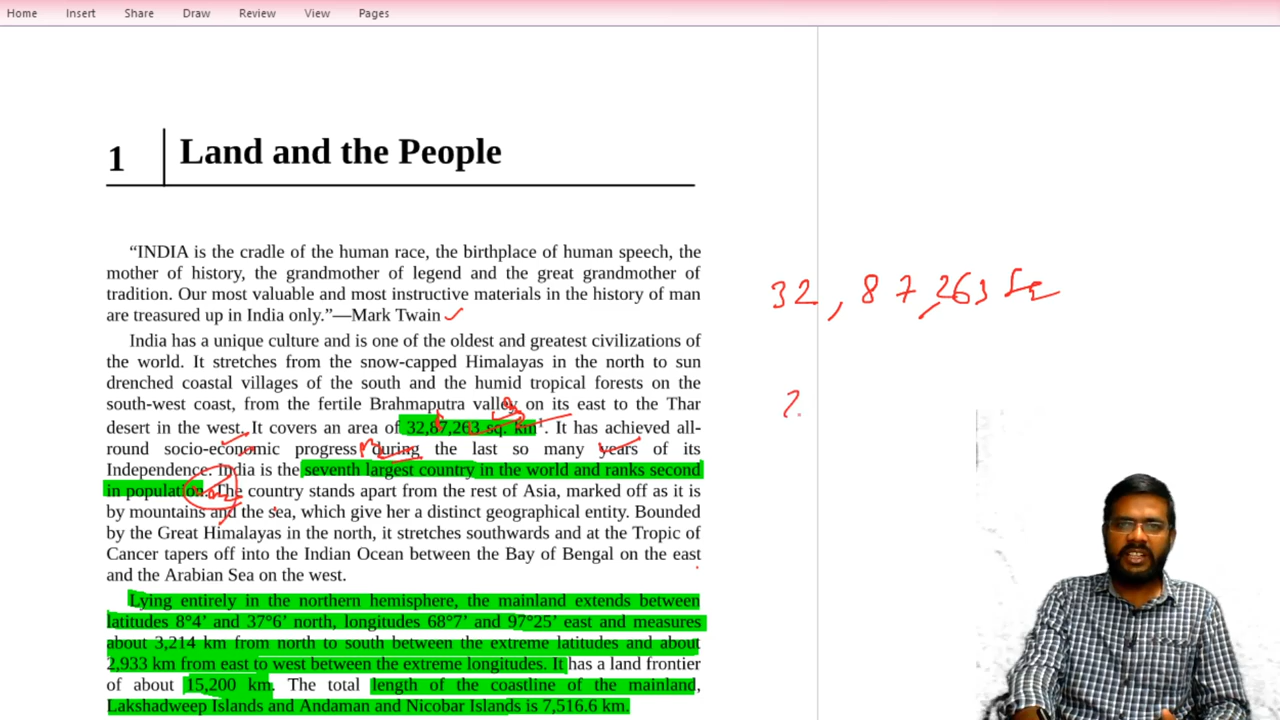 Home Insert Share Draw Review View Pages
1 Land and the People
“INDIA is the cradle of the human race, the birthplace of human speech, the
mother of history, the grandmother of legend and the great grandmother of
tradition. Our most valuable and most instructive materials in the history of man
are treasured up in India only.”—Mark Twain
32,87,263 Sq
India has a unique culture and is one of the oldest and greatest civilizations of
the world. It stretches from the snow-capped Himalayas in the north to sun
drenched coastal villages of the south and the humid tropical forests on the
south-west coast, from the fertile Brahmaputra valley on its east to the Thar
desert in the west. It covers an area of 32,87,263 sq. km¹. It has achieved all-
round socio-economic progress during the last so many years of its
Independence. India is the seventh largest country in the world and ranks second
in population. The country stands apart from the rest of Asia, marked off as it is
by mountains and the sea, which give her a distinct geographical entity. Bounded
by the Great Himalayas in the north, it stretches southwards and at the Tropic of
Cancer tapers off into the Indian Ocean between the Bay of Bengal on the east
and the Arabian Sea on the west.
Lying entirely in the northern hemisphere, the mainland extends between
latitudes 8°4’ and 37°6’ north, longitudes 68°7’ and 97°25’ east and measures
about 3,214 km from north to south between the extreme latitudes and about
2,933 km from east to west between the extreme longitudes. It has a land frontier
of about 15,200 km. The total length of the coastline of the mainland,
Lakshadweep Islands and Andaman and Nicobar Islands is 7,516.6 km.